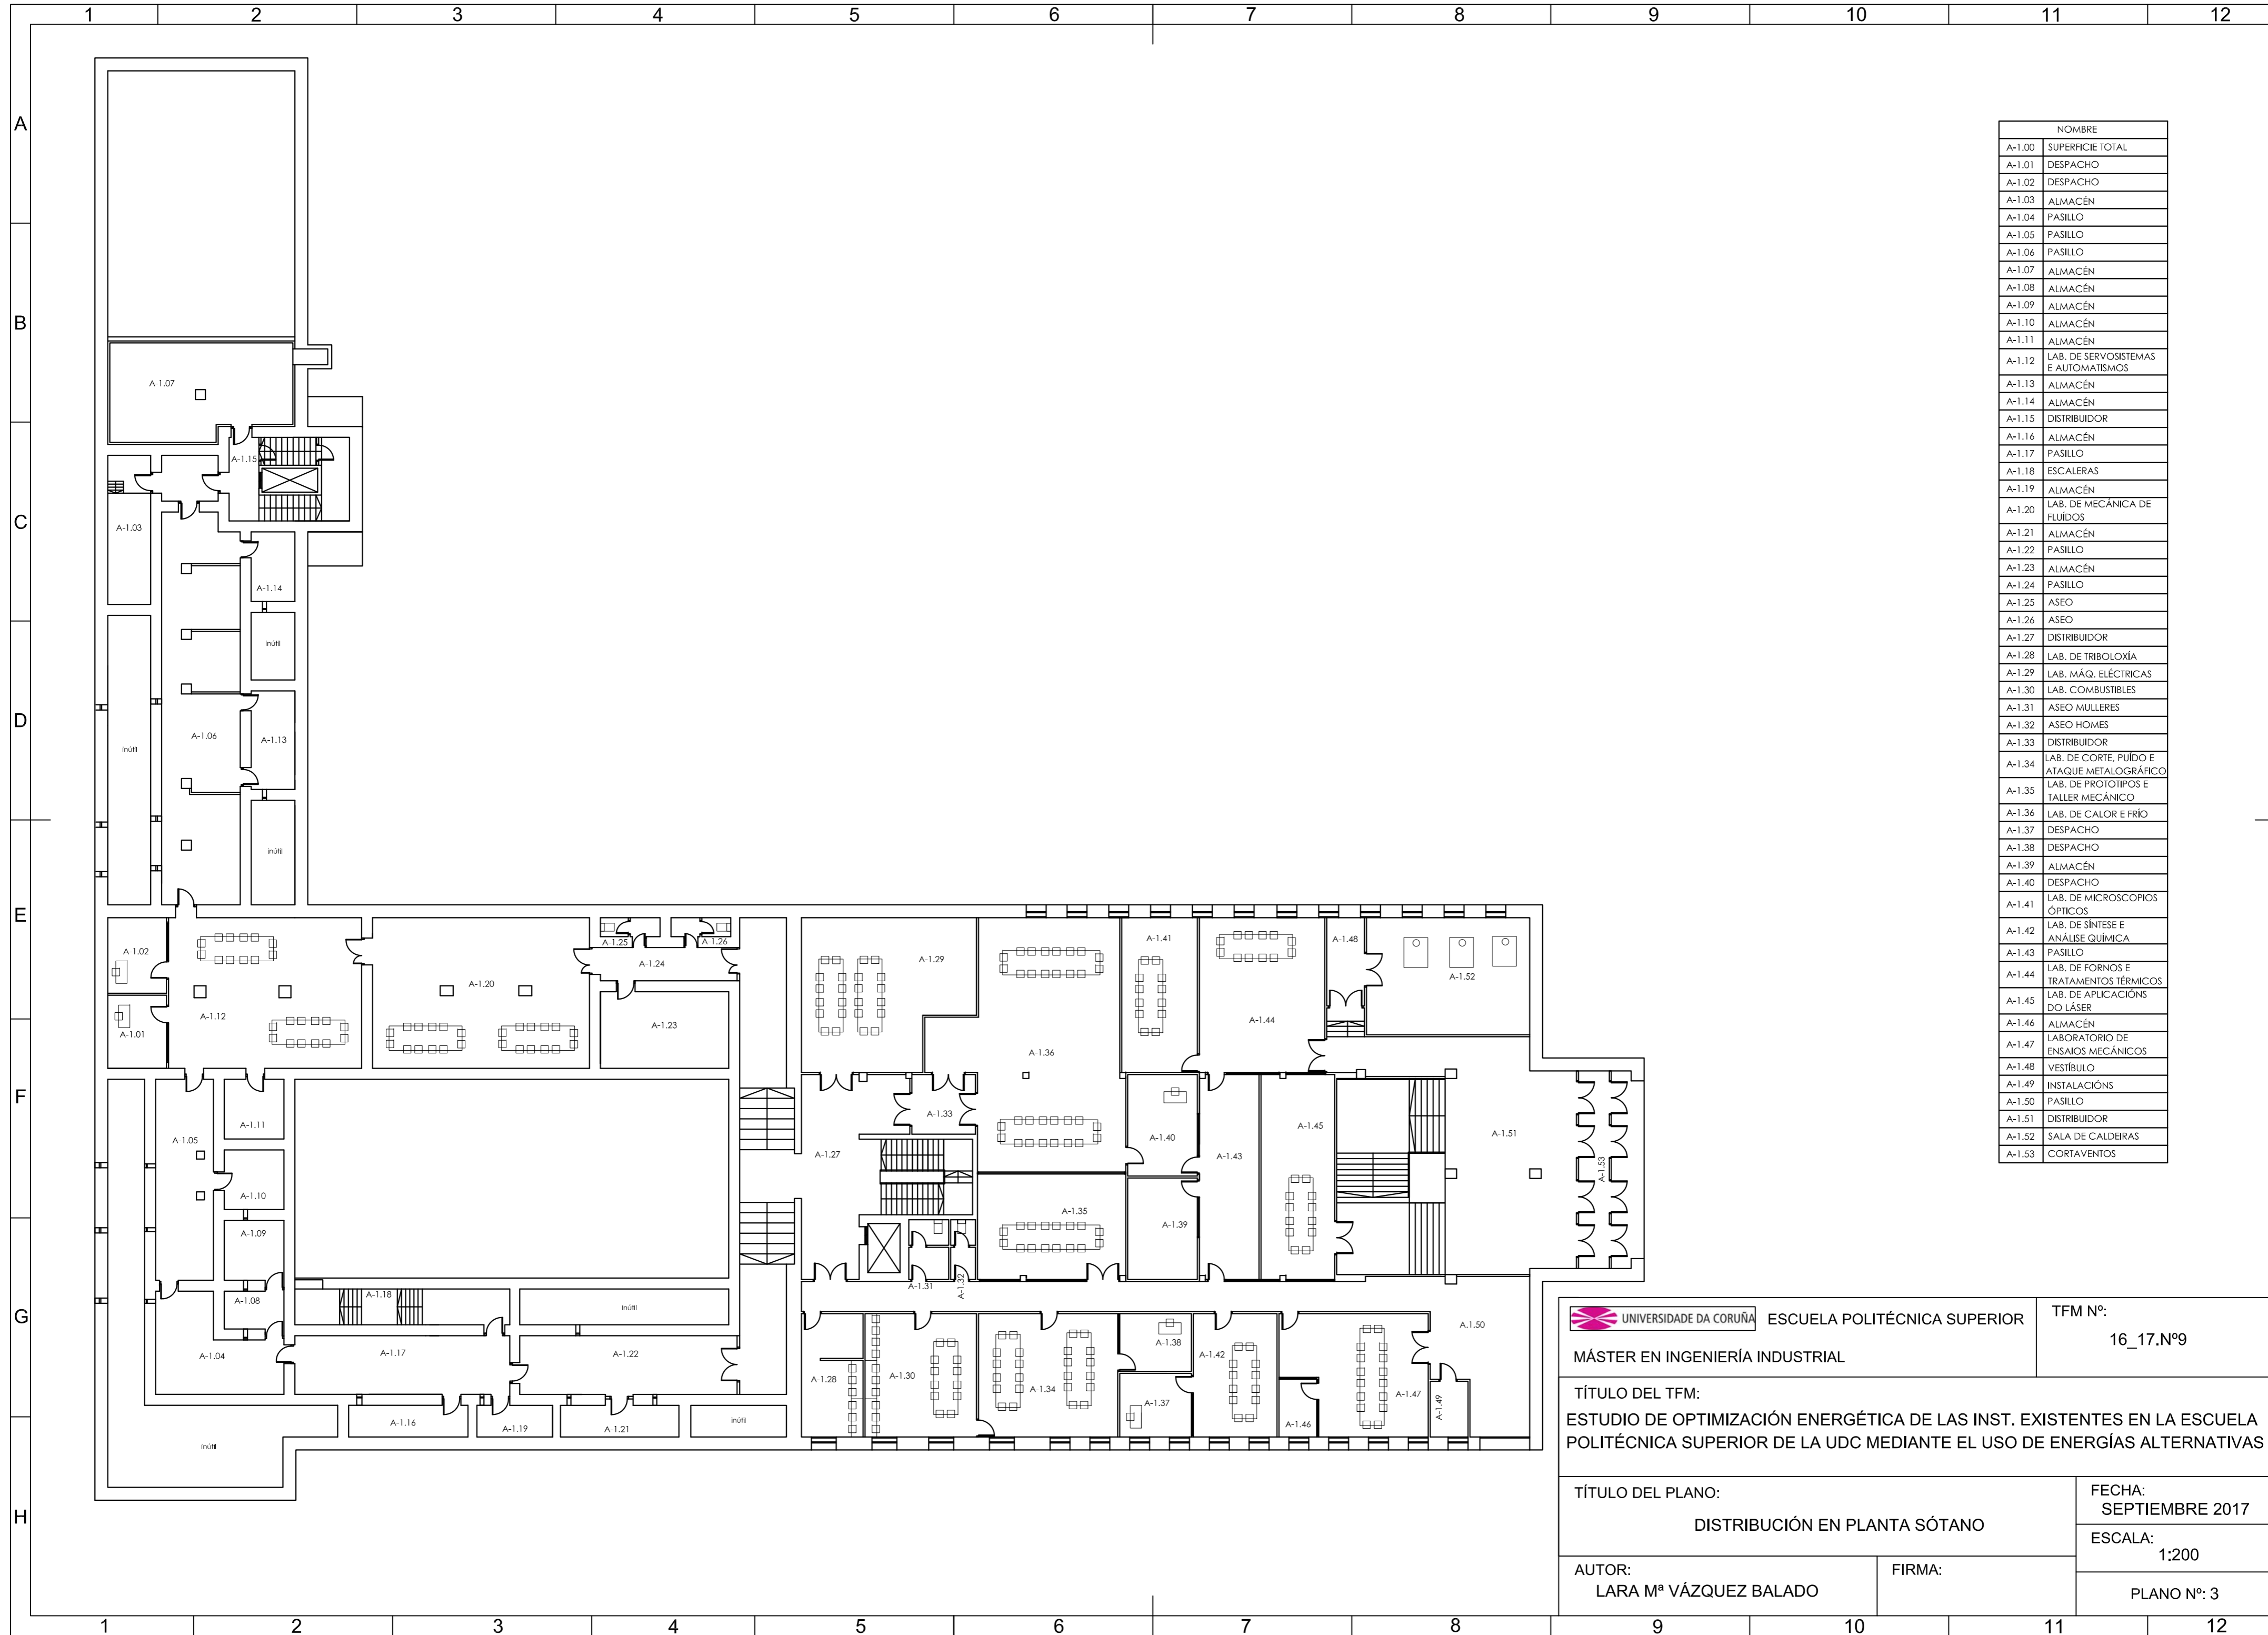 1 2 3 4 5 6 7 8 9 10 11 12
A
B
C
D
E
F
G
H
NOMBRE
A-1.00 SUPERFICIE TOTAL
A-1.01 DESPACHO
A-1.02 DESPACHO
A-1.03 ALMACÉN
A-1.04 PASILLO
A-1.05 PASILLO
A-1.06 PASILLO
A-1.07 ALMACÉN
A-1.08 ALMACÉN
A-1.09 ALMACÉN
A-1.10 ALMACÉN
A-1.11 ALMACÉN
A-1.12 LAB. DE SERVOSISTEMAS
E AUTOMATISMOS
A-1.13 ALMACÉN
A-1.14 ALMACÉN
A-1.15 DISTRIBUIDOR
A-1.16 ALMACÉN
A-1.17 PASILLO
A-1.18 ESCALERAS
A-1.19 ALMACÉN
A-1.20 LAB. DE MECÁNICA DE
FLUÍDOS
A-1.21 ALMACÉN
A-1.22 PASILLO
A-1.23 ALMACÉN
A-1.24 PASILLO
A-1.25 ASEO
A-1.26 ASEO
A-1.27 DISTRIBUIDOR
A-1.28 LAB. DE TRIBOLOXÍA
A-1.29 LAB. MÁQ. ELÉCTRICAS
A-1.30 LAB. COMBUSTIBLES
A-1.31 ASEO MULLERES
A-1.32 ASEO HOMES
A-1.33 DISTRIBUIDOR
A-1.34 LAB. DE CORTE, PUÍDO E
ATAQUE METALOGRÁFICO
A-1.35 LAB. DE PROTOTIPOS E
TALLER MECÁNICO
A-1.36 LAB. DE CALOR E FRÍO
A-1.37 DESPACHO
A-1.38 DESPACHO
A-1.39 ALMACÉN
A-1.40 DESPACHO
A-1.41 LAB. DE MICROSCOPIOS
ÓPTICOS
A-1.42 LAB. DE SÍNTESE E
ANÁLISE QUÍMICA
A-1.43 PASILLO
A-1.44 LAB. DE FORNOS E
TRATAMENTOS TÉRMICOS
A-1.45 LAB. DE APLICACIÓNS
DO LÁSER
A-1.46 ALMACÉN
A-1.47 LABORATORIO DE
ENSAIOS MECÁNICOS
A-1.48 VESTÍBULO
A-1.49 INSTALACIÓNS
A-1.50 PASILLO
A-1.51 DISTRIBUIDOR
A-1.52 SALA DE CALDEIRAS
A-1.53 CORTAVENTOS
A-1.07
A-1.15
A-1.03
A-1.14
Inútil
A-1.06
A-1.13
Inútil
Inútil
A-1.02
A-1.25
A-1.26
A-1.24
A-1.29
A-1.41
A-1.48
A-1.52
A-1.20
A-1.12
A-1.01
A-1.23
A-1.44
A-1.36
A-1.11
A-1.05
A-1.33
A-1.40
A-1.45
A-1.51
A-1.27
A-1.43
A-1.53
A-1.10
A-1.09
A-1.35
A-1.39
A-1.31
A-1.32
A-1.08
A-1.18
Inútil
A-1.04
A-1.17
A-1.22
A-1.38
A-1.42
A.1.50
A-1.28
A-1.30
A-1.34
A-1.37
A-1.47
A-1.49
A-1.46
A-1.16
A-1.19
A-1.21
Inútil
Inútil
UNIVERSIDADE DA CORUÑA ESCUELA POLITÉCNICA SUPERIOR
MÁSTER EN INGENIERÍA INDUSTRIAL
TFM Nº:
16_17.Nº9
TÍTULO DEL TFM:
ESTUDIO DE OPTIMIZACIÓN ENERGÉTICA DE LAS INST. EXISTENTES EN LA ESCUELA
POLITÉCNICA SUPERIOR DE LA UDC MEDIANTE EL USO DE ENERGÍAS ALTERNATIVAS
TÍTULO DEL PLANO:
DISTRIBUCIÓN EN PLANTA SÓTANO
FECHA:
SEPTIEMBRE 2017
ESCALA:
1:200
AUTOR:
LARA Mª VÁZQUEZ BALADO
FIRMA:
PLANO Nº: 3
1 2 3 4 5 6 7 8 9 10 11 12